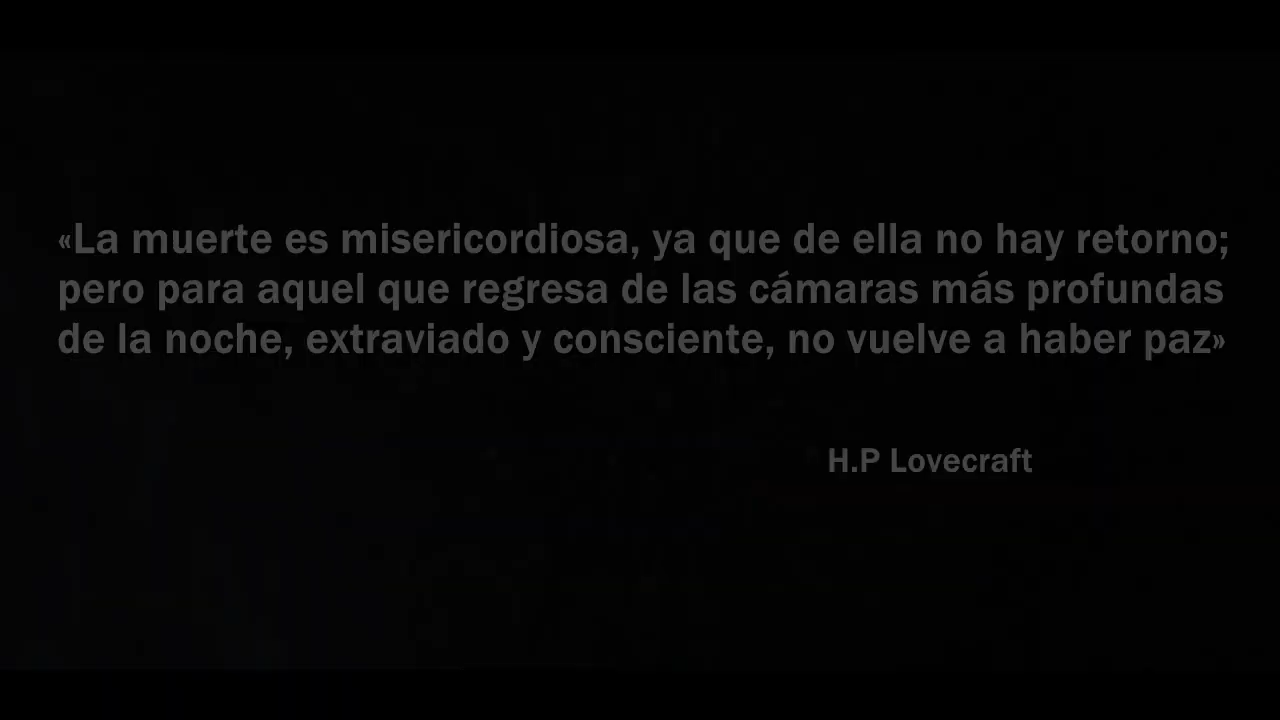 «La muerte es misericordiosa, ya que de ella no hay retorno;
pero para aquel que regresa de las cámaras más profundas
de la noche, extraviado y consciente, no vuelve a haber paz»
H.P Lovecraft